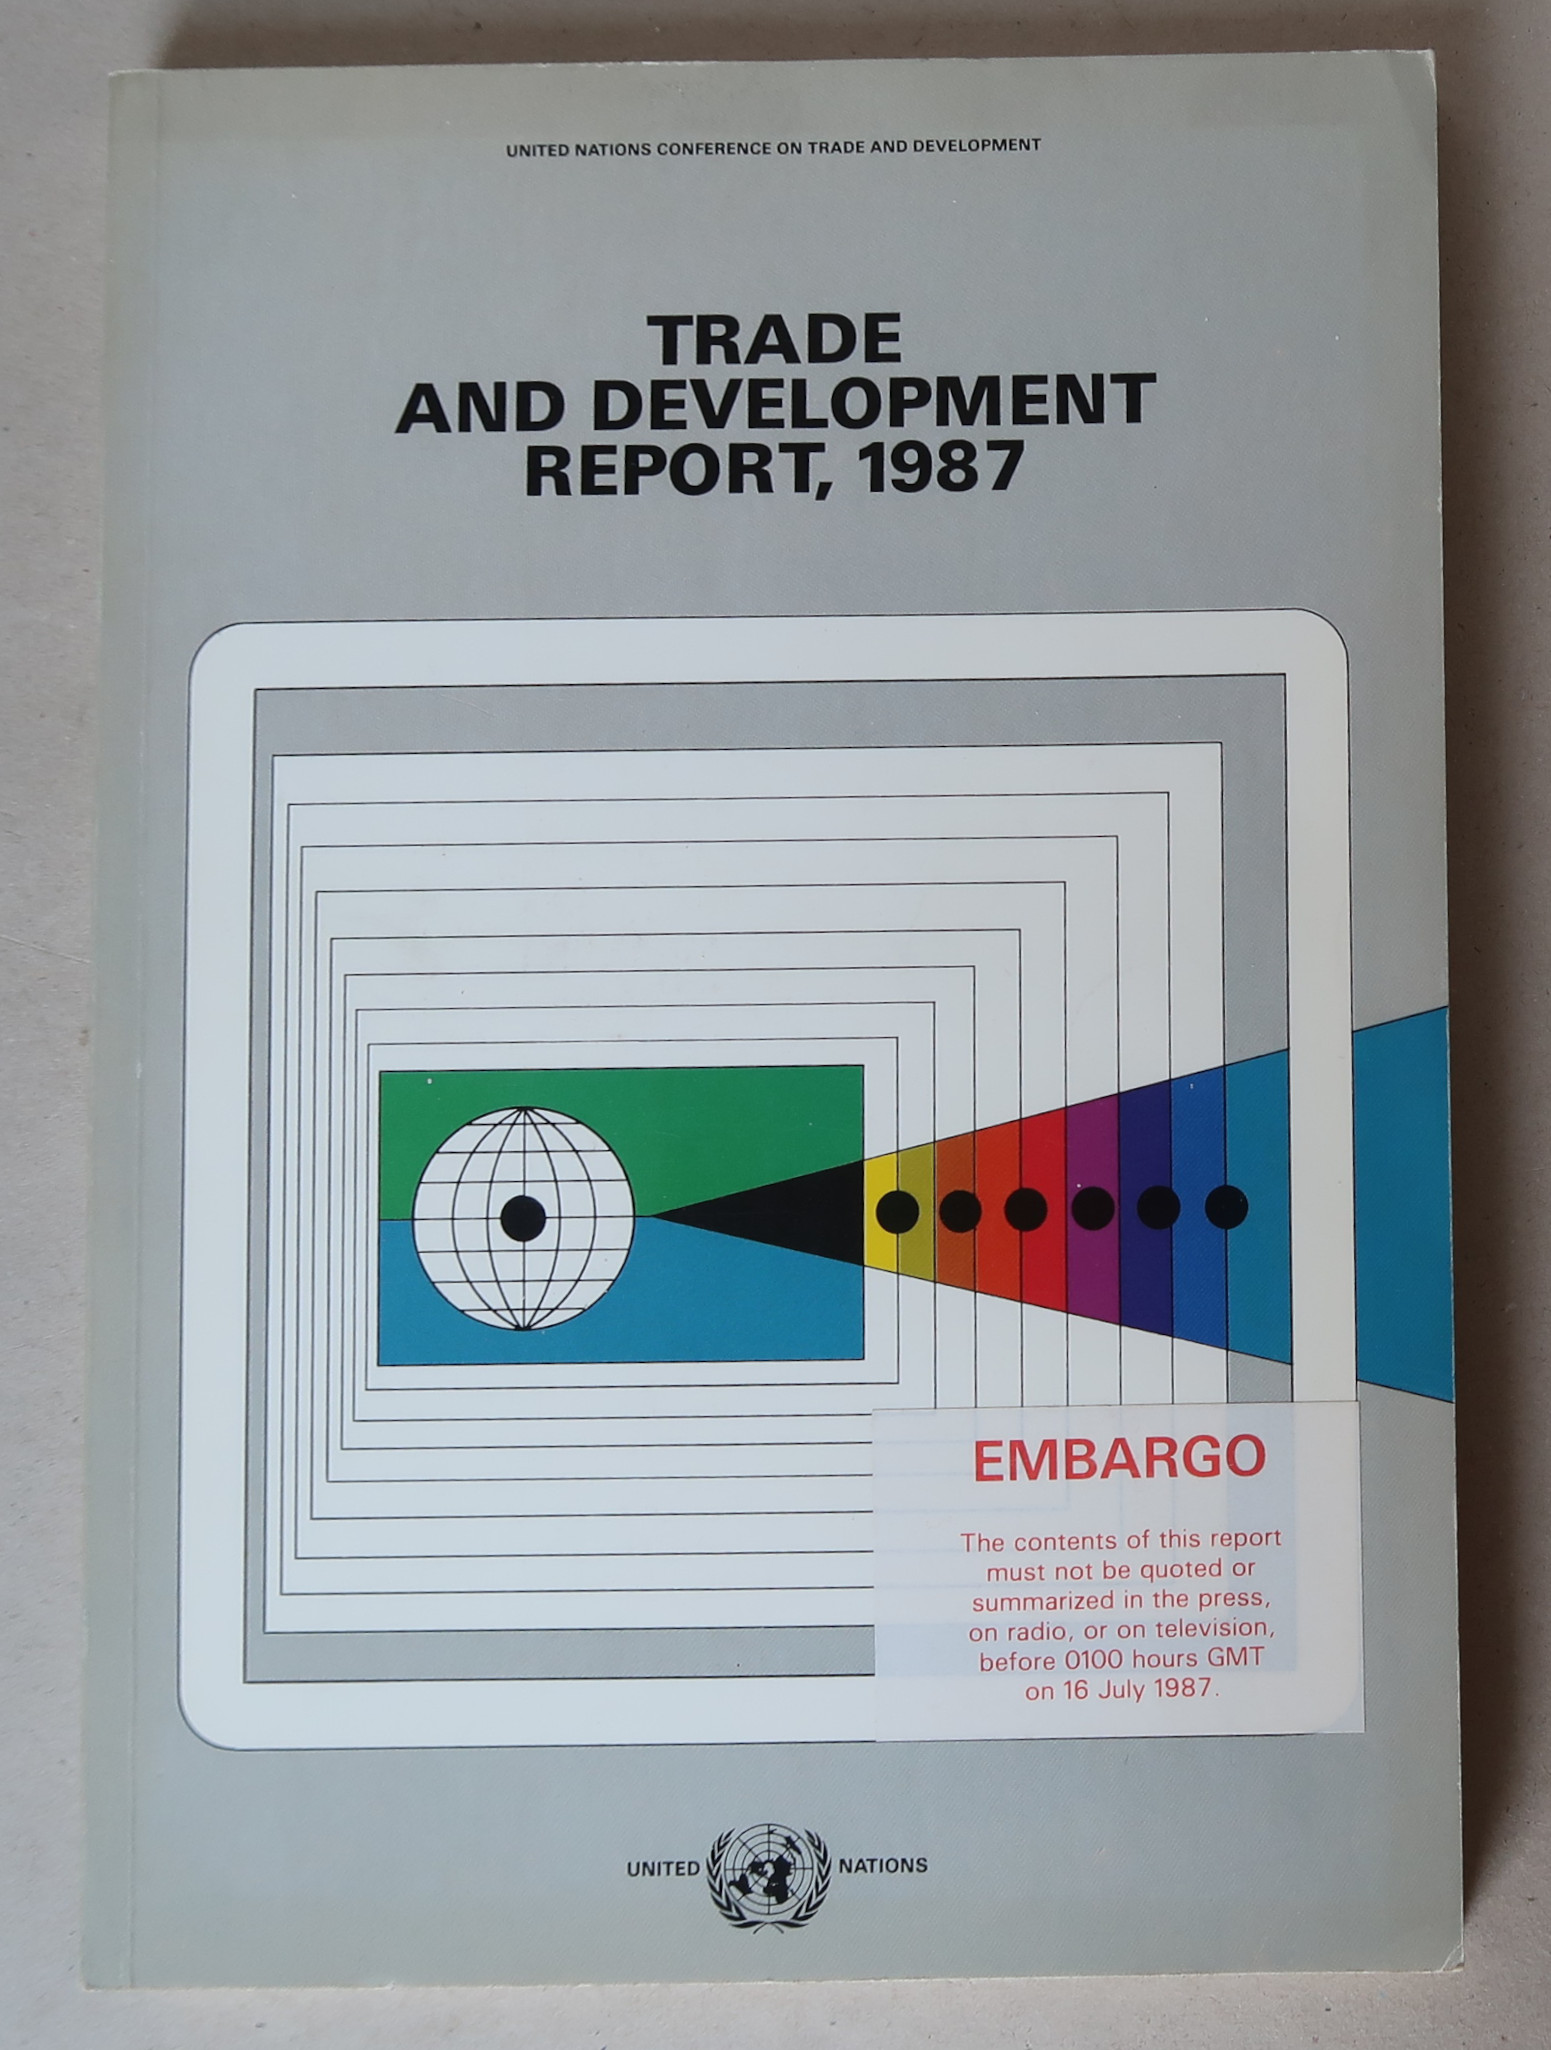 UNITED NATIONS CONFERENCE ON TRADE AND DEVELOPMENT
TRADE
AND DEVELOPMENT
REPORT, 1987
EMBARGO
The contents of this report
must not be quoted or
summarized in the press,
on radio, or on television,
before 0100 hours GMT
on 16 July 1987.
UNITED NATIONS